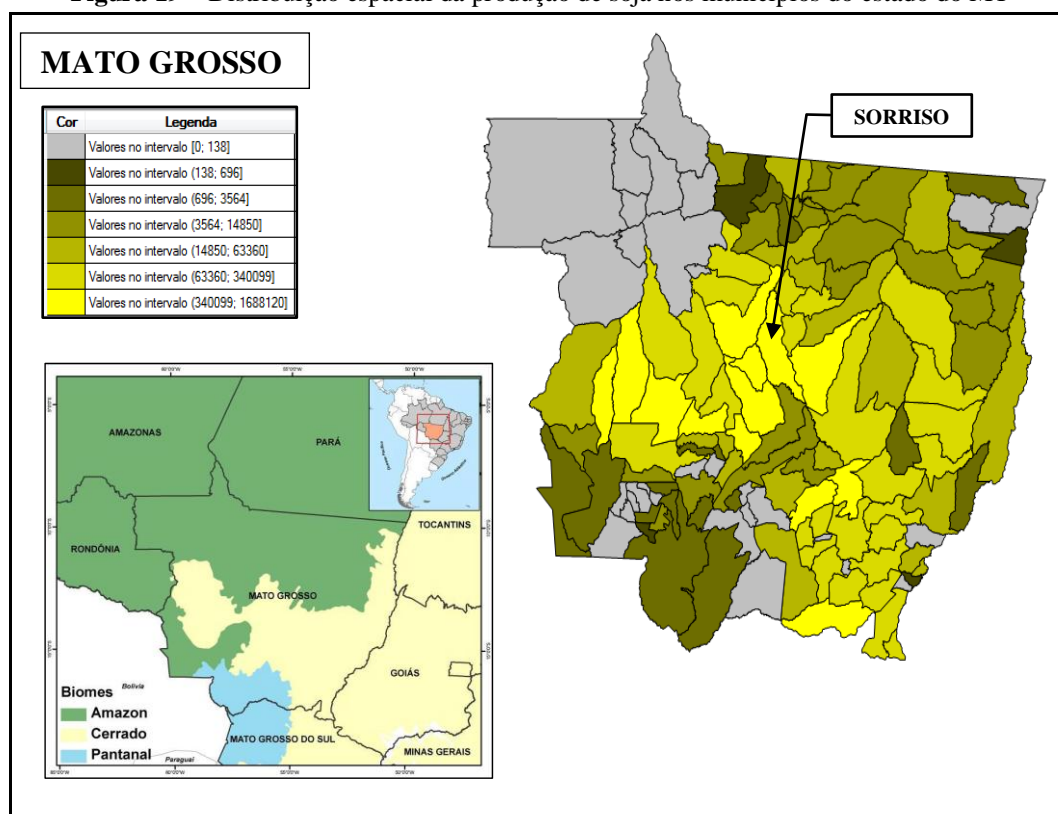 MATO GROSSO
SORRISO
Cor Legenda
Valores no intervalo [0; 138]
Valores no intervalo (138; 696]
Valores no intervalo (696; 3564]
Valores no intervalo (3564; 14850]
Valores no intervalo (14850; 63360]
Valores no intervalo (63360; 340099]
Valores no intervalo (340099; 1688120]
AMAZONAS
PARÁ
TOCANTINS
RONDÔNIA
MATO GROSSO
GOIÁS
Bolivia
Biomes
Amazon
Cerrado
Pantanal
MATO GROSSO DO SUL
MINAS GERAIS
Paraguai